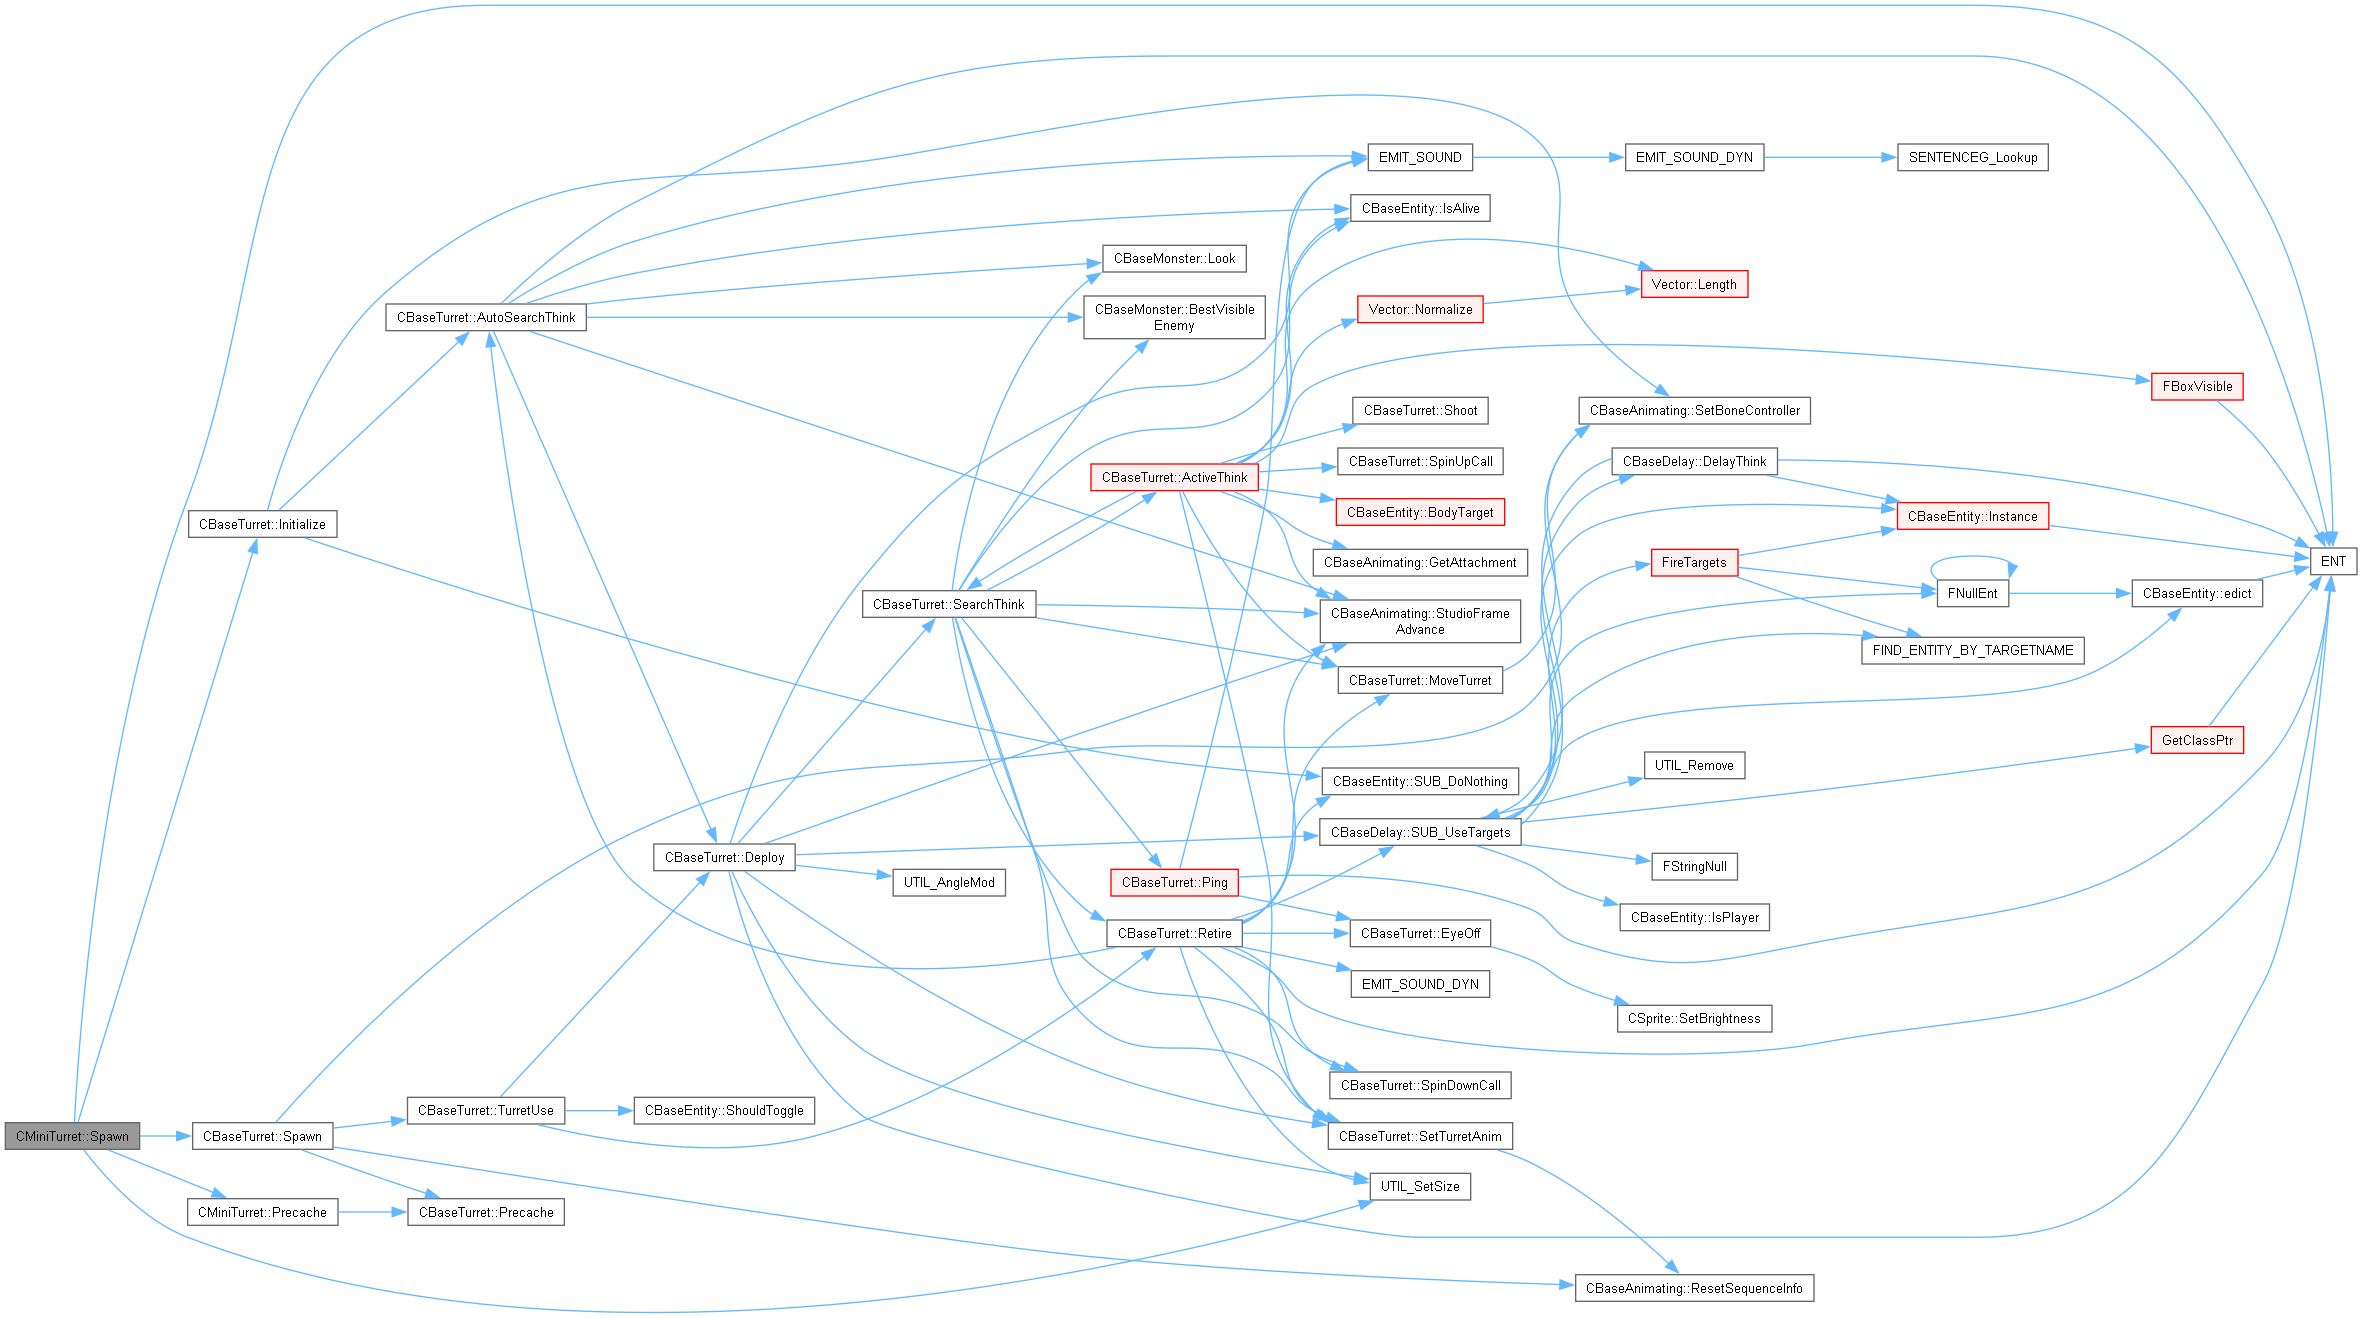 CMiniTurret::Spawn
CBaseTurret::Initialize
CBaseTurret::Spawn
CMiniTurret::Precache
CBaseTurret::AutoSearchThink
CBaseTurret::TurretUse
CBaseTurret::Precache
CBaseTurret::Deploy
CBaseEntity::ShouldToggle
CBaseTurret::SearchThink
UTIL_AngleMod
CBaseMonster::Look
CBaseMonster::BestVisible
Enemy
CBaseTurret::ActiveThink
CBaseTurret::Ping
CBaseTurret::Retire
EMIT_SOUND
CBaseEntity::IsAlive
Vector::Normalize
CBaseTurret::Shoot
CBaseTurret::SpinUpCall
CBaseEntity::BodyTarget
CBaseAnimating::GetAttachment
CBaseAnimating::StudioFrame
Advance
CBaseTurret::MoveTurret
CBaseEntity::SUB_DoNothing
CBaseDelay::SUB_UseTargets
CBaseTurret::EyeOff
EMIT_SOUND_DYN
CBaseTurret::SpinDownCall
CBaseTurret::SetTurretAnim
UTIL_SetSize
EMIT_SOUND_DYN
Vector::Length
CBaseAnimating::SetBoneController
CBaseDelay::DelayThink
FireTargets
UTIL_Remove
FStringNull
CBaseEntity::IsPlayer
CSprite::SetBrightness
CBaseAnimating::ResetSequenceInfo
SENTENCEG_Lookup
CBaseEntity::Instance
FNullEnt
FIND_ENTITY_BY_TARGETNAME
FBoxVisible
CBaseEntity::edict
GetClassPtr
ENT